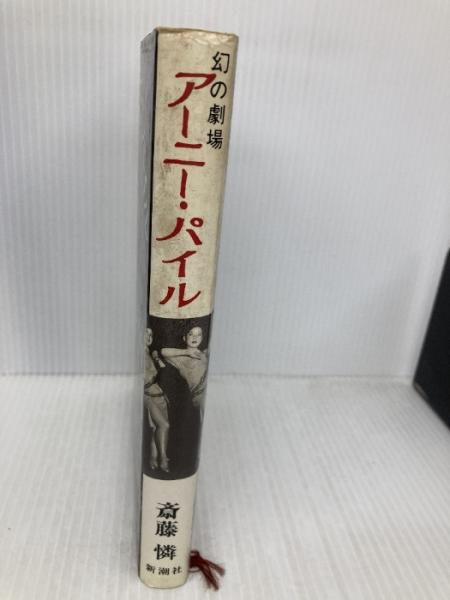 幻の劇場
アーニー・パイル
斎藤憐
新潮社